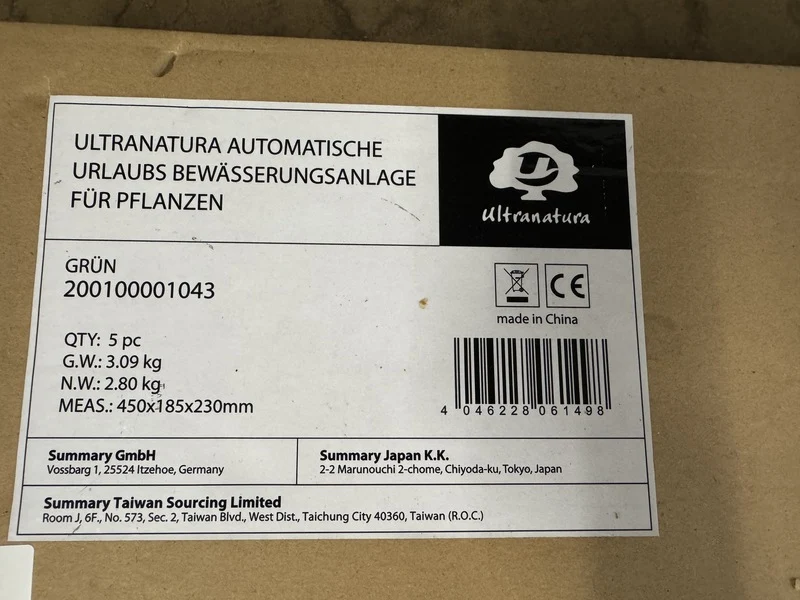 ULTRANATURA AUTOMATISCHE
URLAUBS BEWÄSSERUNGSANLAGE
FÜR PFLANZEN
Ultranatura
GRÜN
200100001043
CE
made in China
QTY: 5 pc
G.W.: 3.09 kg
N.W.: 2.80 kg
MEAS.: 450x185x230mm
4 046228 061498
Summary GmbH
Vossbarg 1, 25524 Itzehoe, Germany
Summary Japan K.K.
2-2 Marunouchi 2-chome, Chiyoda-ku, Tokyo, Japan
Summary Taiwan Sourcing Limited
Room J, 6F., No. 573, Sec. 2, Taiwan Blvd., West Dist., Taichung City 40360, Taiwan (R.O.C.)